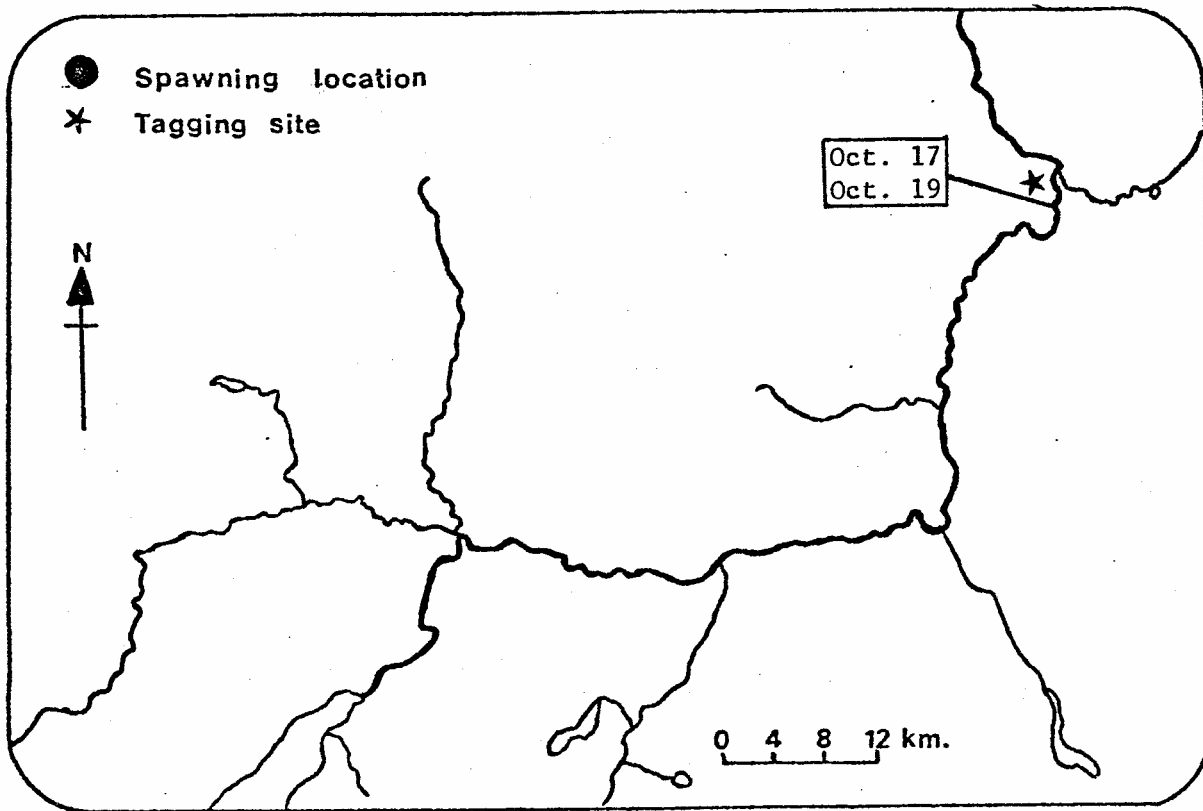 Spawning location
Tagging site
Oct. 17
Oct. 19
N
0 4 8 12 km.